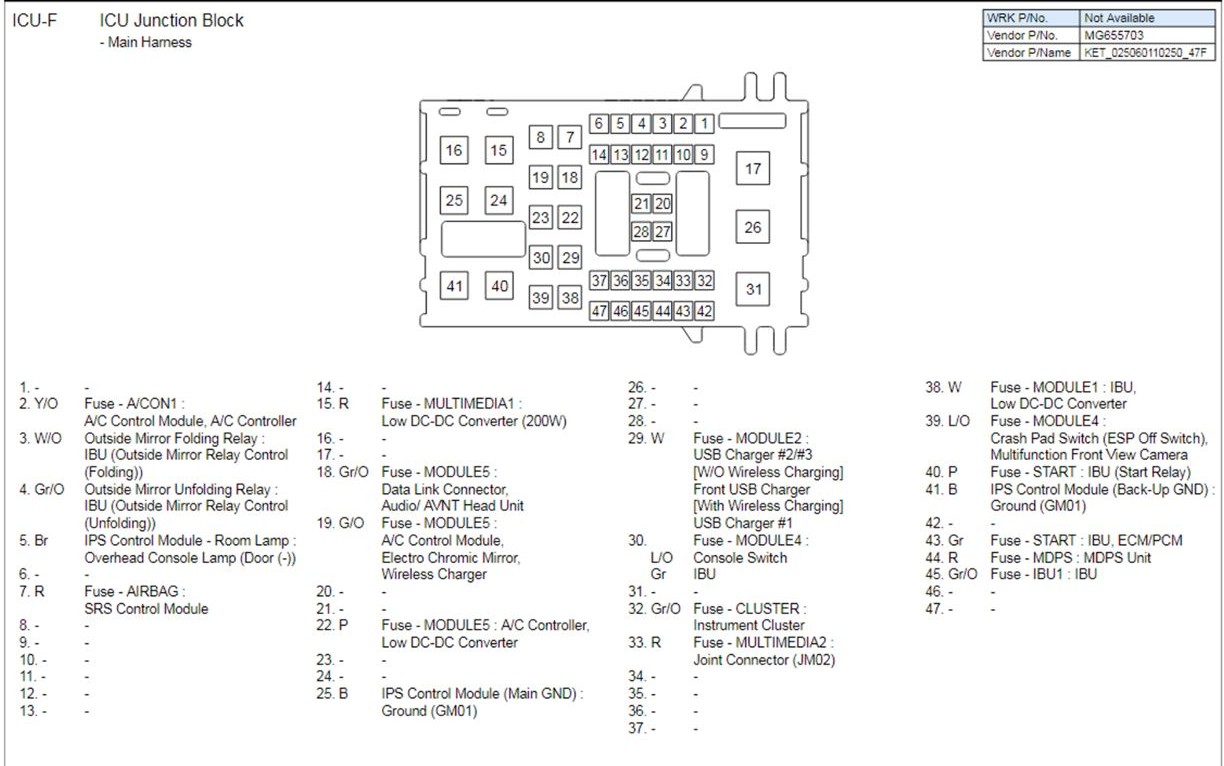 ICU-F ICU Junction Block
- Main Harness
WRK P/No. Not Available
Vendor P/No. MG655703
Vendor P/Name KET_025060110250_47F
6 5 4 3 2 1
8 7
16 15
14 13 12 11 10 9
17
19 18
25 24
21 20
23 22
26
28 27
30 29
41 40
37 36 35 34 33 32
31
39 38
47 46 45 44 43 42
1. - -
2. Y/O Fuse - A/CON1 :
A/C Control Module, A/C Controller
3. W/O Outside Mirror Folding Relay :
IBU (Outside Mirror Relay Control
(Folding))
4. Gr/O Outside Mirror Unfolding Relay :
IBU (Outside Mirror Relay Control
(Unfolding))
5. Br IPS Control Module - Room Lamp :
Overhead Console Lamp (Door (-))
6. - -
7. R Fuse - AIRBAG :
SRS Control Module
8. - -
9. - -
10. - -
11. - -
12. - -
13. - -
14. - -
15. R Fuse - MULTIMEDIA1 :
Low DC-DC Converter (200W)
16. - -
17. - -
18. Gr/O Fuse - MODULE5 :
Data Link Connector,
Audio/ AVNT Head Unit
19. G/O Fuse - MODULE5 :
A/C Control Module,
Electro Chromic Mirror,
Wireless Charger
20. - -
21. - -
22. P Fuse - MODULE5 : A/C Controller,
Low DC-DC Converter
23. - -
24. - -
25. B IPS Control Module (Main GND) :
Ground (GM01)
26. - -
27. - -
28. - -
29. W Fuse - MODULE2 :
USB Charger #2/#3
[W/O Wireless Charging]
Front USB Charger
[With Wireless Charging]
USB Charger #1
30. Fuse - MODULE4 :
L/O Console Switch
Gr IBU
31. - -
32. Gr/O Fuse - CLUSTER :
Instrument Cluster
33. R Fuse - MULTIMEDIA2 :
Joint Connector (JM02)
34. - -
35. - -
36. - -
37. - -
38. W Fuse - MODULE1 : IBU,
Low DC-DC Converter
39. L/O Fuse - MODULE4 :
Crash Pad Switch (ESP Off Switch),
Multifunction Front View Camera
40. P Fuse - START : IBU (Start Relay)
41. B IPS Control Module (Back-Up GND) :
Ground (GM01)
42. - -
43. Gr Fuse - START : IBU, ECM/PCM
44. R Fuse - MDPS : MDPS Unit
45. Gr/O Fuse - IBU1 : IBU
46. - -
47. - -